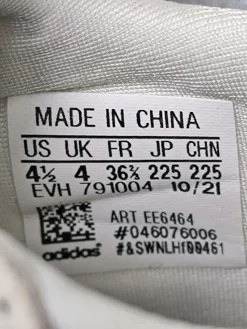 MADE IN CHINA
US UK FR JP CHN
4½ 4 36⅔ 225 225
EVH 791004 10/21
ART EE6464
#046076006
adidas